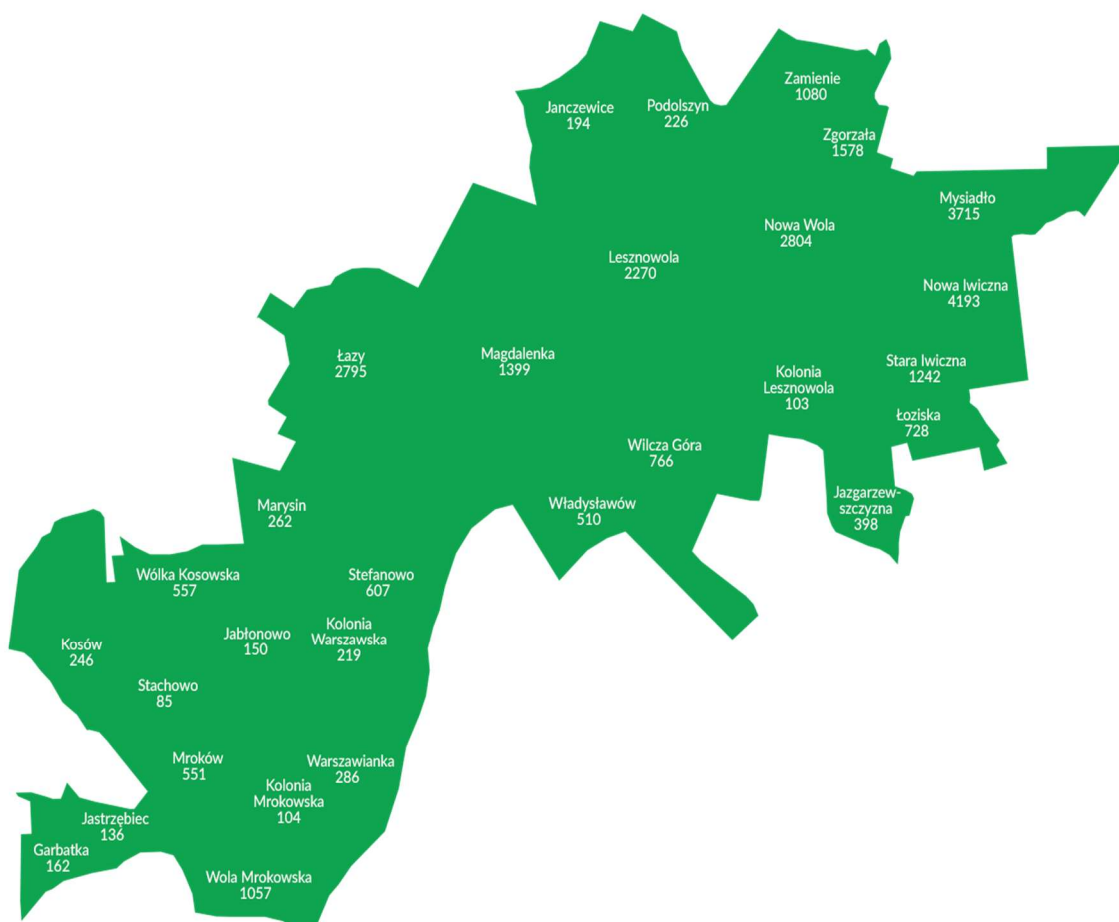 Zamienie
1080
Janczewice
194
Podolszyn
226
Zgorzała
1578
Mysiadło
3715
Nowa Wola
2804
Lesznowola
2270
Nowa Iwiczna
4193
Łazy
2795
Magdalenka
1399
Kolonia
Lesznowola
103
Stara Iwiczna
1242
Łoziska
728
Wilcza Góra
766
Marysin
262
Władysławów
510
Jazgarzew-
szczyzna
398
Wólka Kosowska
557
Stefanowo
607
Kosów
246
Jabłonowo
150
Kolonia
Warszawska
219
Stachowo
85
Mroków
551
Warszawianka
286
Kolonia
Mrokowska
104
Jastrzębiec
136
Garbatka
162
Wola Mrokowska
1057